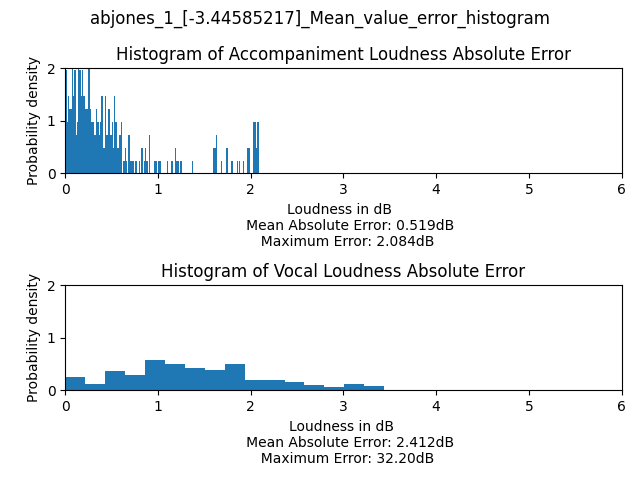 abjones_1_[-3.44585217]_Mean_value_error_histogram
Histogram of Accompaniment Loudness Absolute Error
Probability density
2
1
0
0 1 2 3 4 5 6
Loudness in dB
Mean Absolute Error: 0.519dB
Maximum Error: 2.084dB
Histogram of Vocal Loudness Absolute Error
Probability density
2
1
0
0 1 2 3 4 5 6
Loudness in dB
Mean Absolute Error: 2.412dB
Maximum Error: 32.20dB